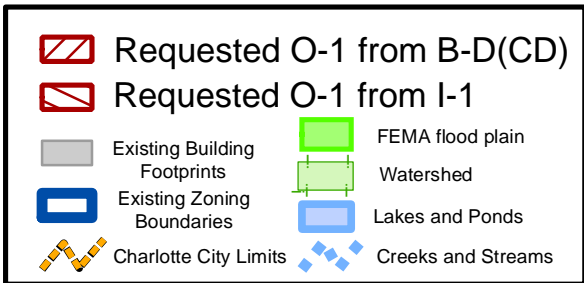 Requested O-1 from B-D(CD)
Requested O-1 from I-1
Existing Building
Footprints
Existing Zoning
Boundaries
Charlotte City Limits
FEMA flood plain
Watershed
Lakes and Ponds
Creeks and Streams